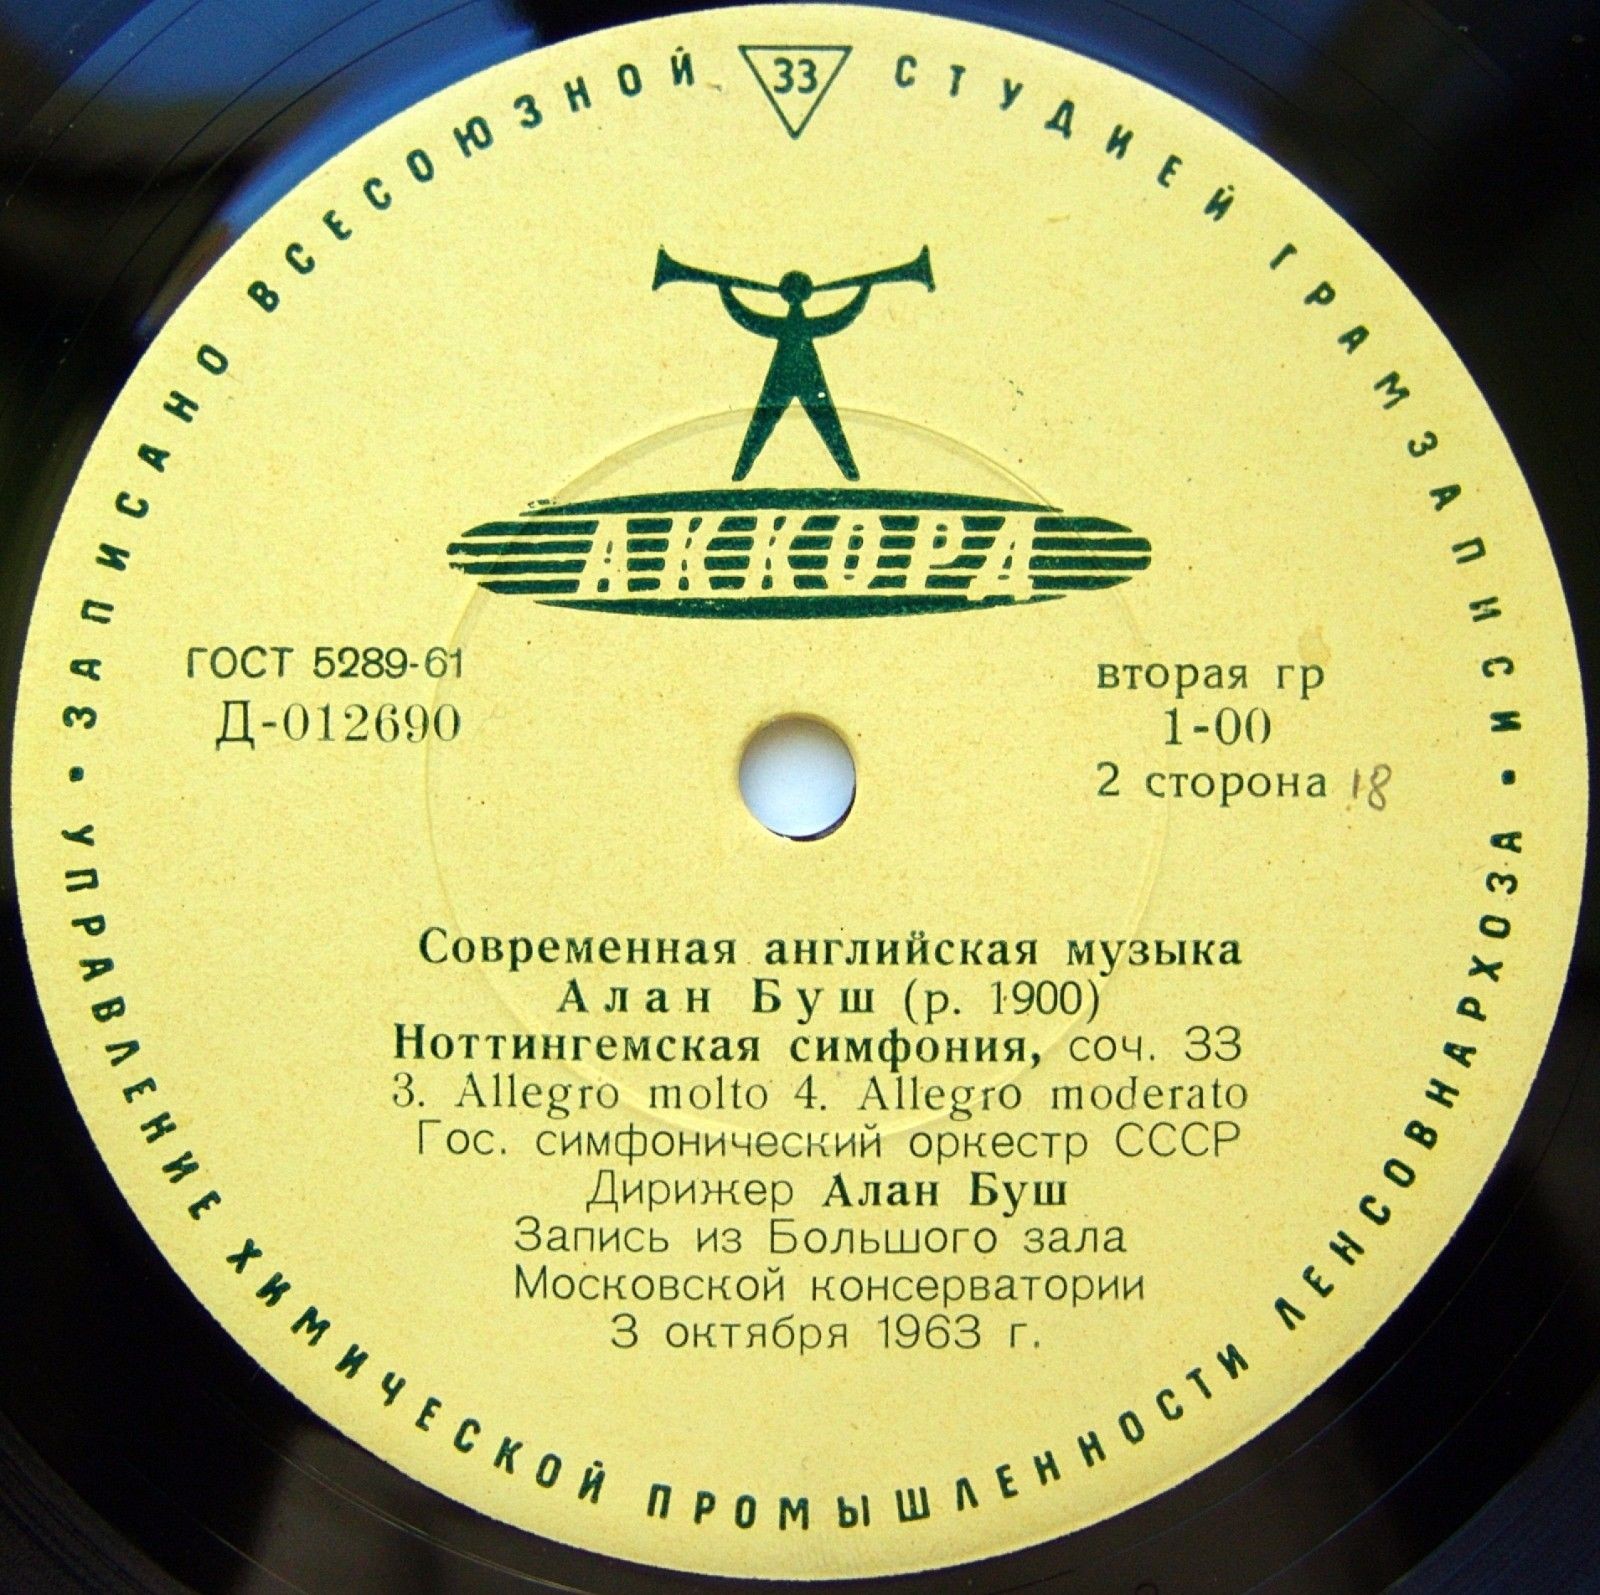 ЗАПИСАНО ВСЕСОЮЗНОЙ СТУДИЕЙ ГРАМЗАПИСИ
33
АККОРД
ГОСТ 5289-61
Д-012690
вторая гр
1-00
2 сторона 18
Современная английская музыка
Алан Буш (р. 1900)
Ноттингемская симфония, соч. 33
3. Allegro molto 4. Allegro moderato
Гос. симфонический оркестр СССР
Дирижер Алан Буш
Запись из Большого зала
Московской консерватории
3 октября 1963 г.
УПРАВЛЕНИЕ ХИМИЧЕСКОЙ ПРОМЫШЛЕННОСТИ ЛЕНСОВНАРХОЗА